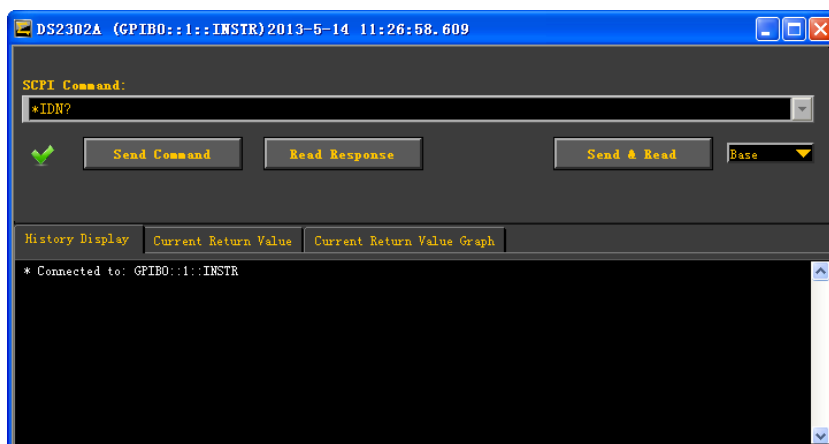 DS2302A (GPIB0::1::INSTR)2013-5-14 11:26:58.609
SCPI Command:
*IDN?
Send Command Read Response Send & Read Base
History Display Current Return Value Current Return Value Graph
* Connected to: GPIB0::1::INSTR